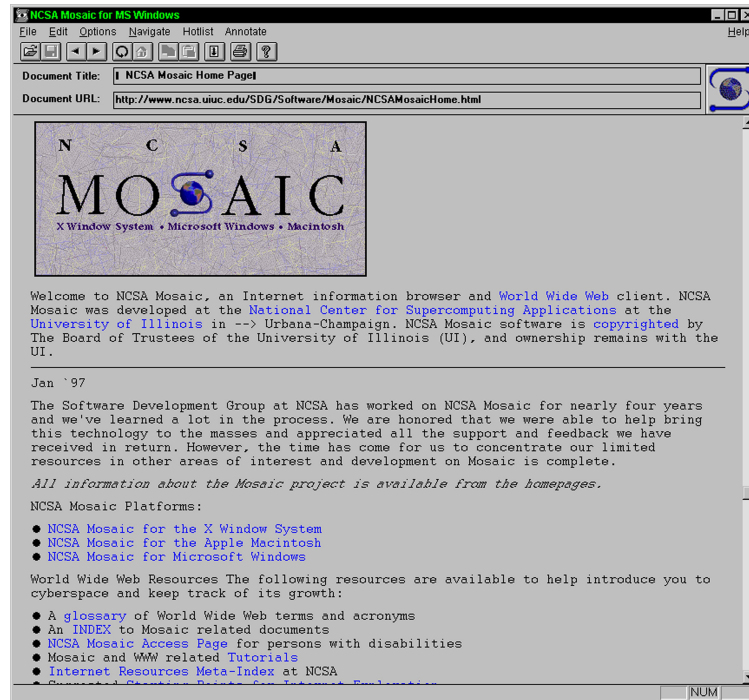 NCSA Mosaic for MS Windows
File Edit Options Navigate Hotlist Annotate Help
Document Title: NCSA Mosaic Home Page
Document URL: http://www.ncsa.uiuc.edu/SDG/Software/Mosaic/NCSAMosaicHome.html
N C S A
MOSAIC
X Window System • Microsoft Windows • Macintosh
Welcome to NCSA Mosaic, an Internet information browser and World Wide Web client. NCSA
Mosaic was developed at the National Center for Supercomputing Applications at the
University of Illinois in --> Urbana-Champaign. NCSA Mosaic software is copyrighted by
The Board of Trustees of the University of Illinois (UI), and ownership remains with the
UI.
Jan `97
The Software Development Group at NCSA has worked on NCSA Mosaic for nearly four years
and we've learned a lot in the process. We are honored that we were able to help bring
this technology to the masses and appreciated all the support and feedback we have
received in return. However, the time has come for us to concentrate our limited
resources in other areas of interest and development on Mosaic is complete.
All information about the Mosaic project is available from the homepages.
NCSA Mosaic Platforms:
● NCSA Mosaic for the X Window System
● NCSA Mosaic for the Apple Macintosh
● NCSA Mosaic for Microsoft Windows
World Wide Web Resources The following resources are available to help introduce you to
cyberspace and keep track of its growth:
● A glossary of World Wide Web terms and acronyms
● An INDEX to Mosaic related documents
● NCSA Mosaic Access Page for persons with disabilities
● Mosaic and WWW related Tutorials
● Internet Resources Meta-Index at NCSA
● Suggested Starting Points for Internet Exploration
NUM